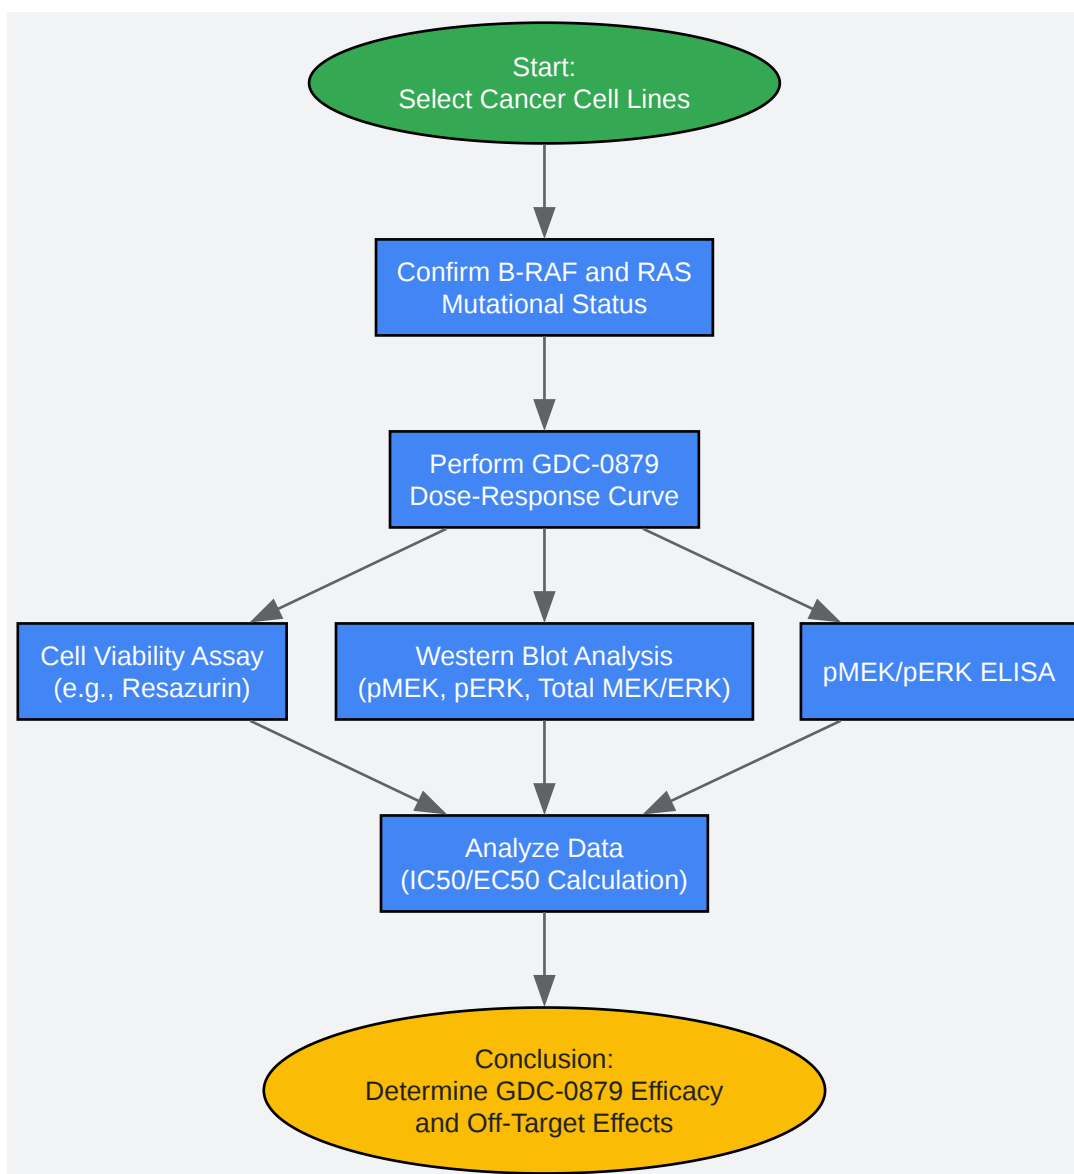 Start:
Select Cancer Cell Lines
Confirm B-RAF and RAS
Mutational Status
Perform GDC-0879
Dose-Response Curve
Cell Viability Assay
(e.g., Resazurin)
Western Blot Analysis
(pMEK, pERK, Total MEK/ERK)
pMEK/pERK ELISA
Analyze Data
(IC50/EC50 Calculation)
Conclusion:
Determine GDC-0879 Efficacy
and Off-Target Effects